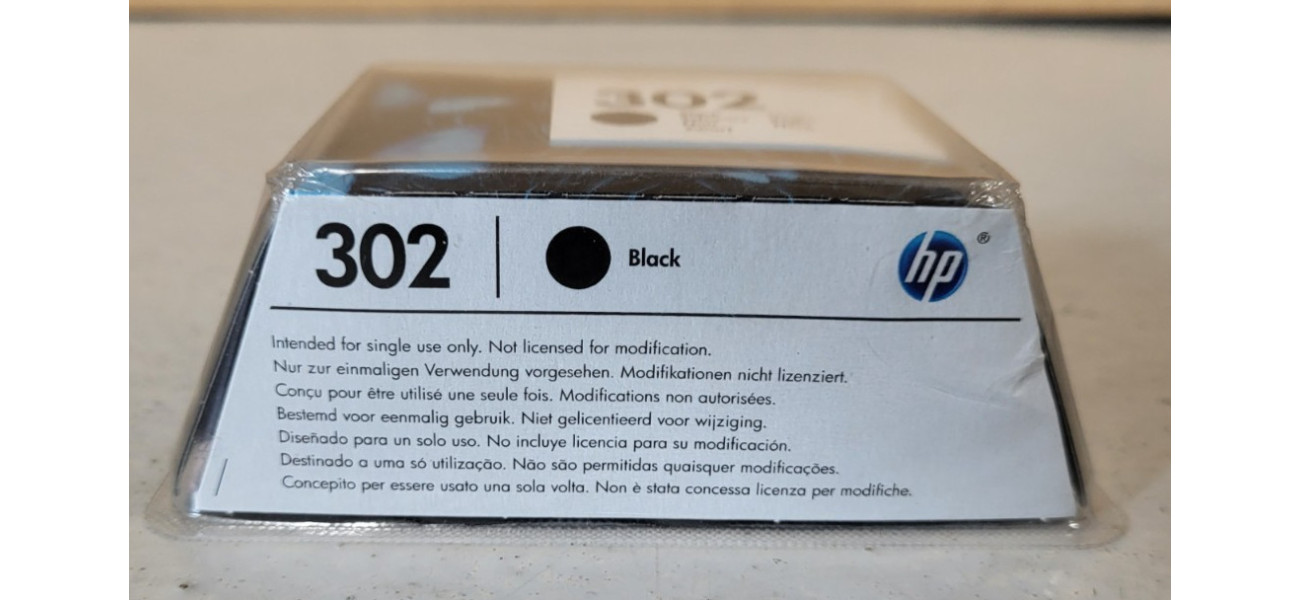 302
302
Black
hp
®
Intended for single use only. Not licensed for modification.
Nur zur einmaligen Verwendung vorgesehen. Modifikationen nicht lizenziert.
Conçu pour être utilisé une seule fois. Modifications non autorisées.
Bestemd voor eenmalig gebruik. Niet gelicentieerd voor wijziging.
Diseñado para un solo uso. No incluye licencia para su modificación.
Destinado a uma só utilização. Não são permitidas quaisquer modificações.
Concepito per essere usato una sola volta. Non è stata concessa licenza per modifiche.